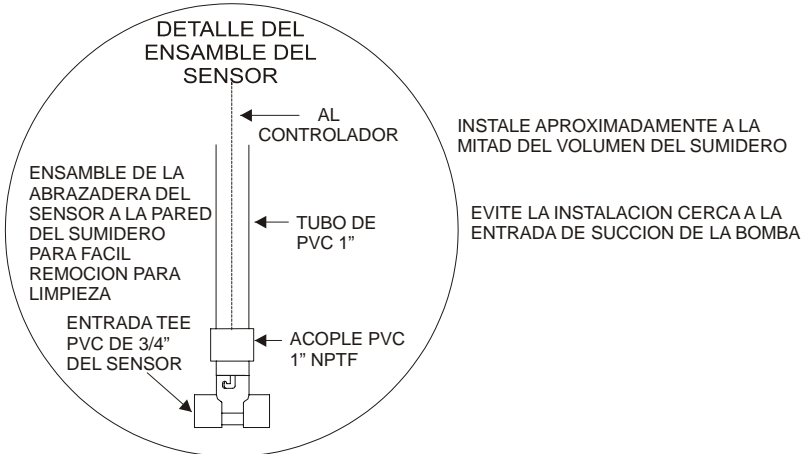 DETALLE DEL
ENSAMBLE DEL
SENSOR
AL
CONTROLADOR
INSTALE APROXIMADAMENTE A LA
MITAD DEL VOLUMEN DEL SUMIDERO
ENSAMBLE DE LA
ABRAZADERA DEL
SENSOR A LA PARED
DEL SUMIDERO
PARA FACIL
REMOCION PARA
LIMPIEZA
TUBO DE
PVC 1”
EVITE LA INSTALACION CERCA A LA
ENTRADA DE SUCCION DE LA BOMBA
ENTRADA TEE
PVC DE 3/4”
DEL SENSOR
ACOPLE PVC
1” NPTF